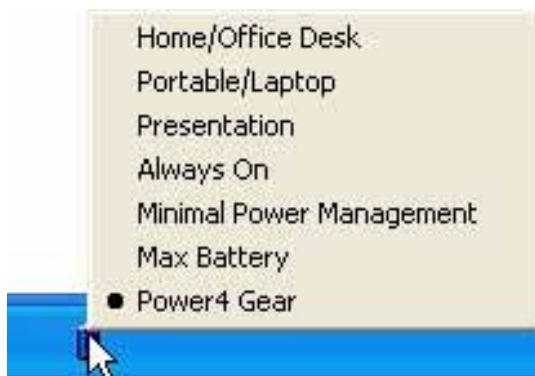 Home/Office Desk
Portable/Laptop
Presentation
Always On
Minimal Power Management
Max Battery
Power4 Gear